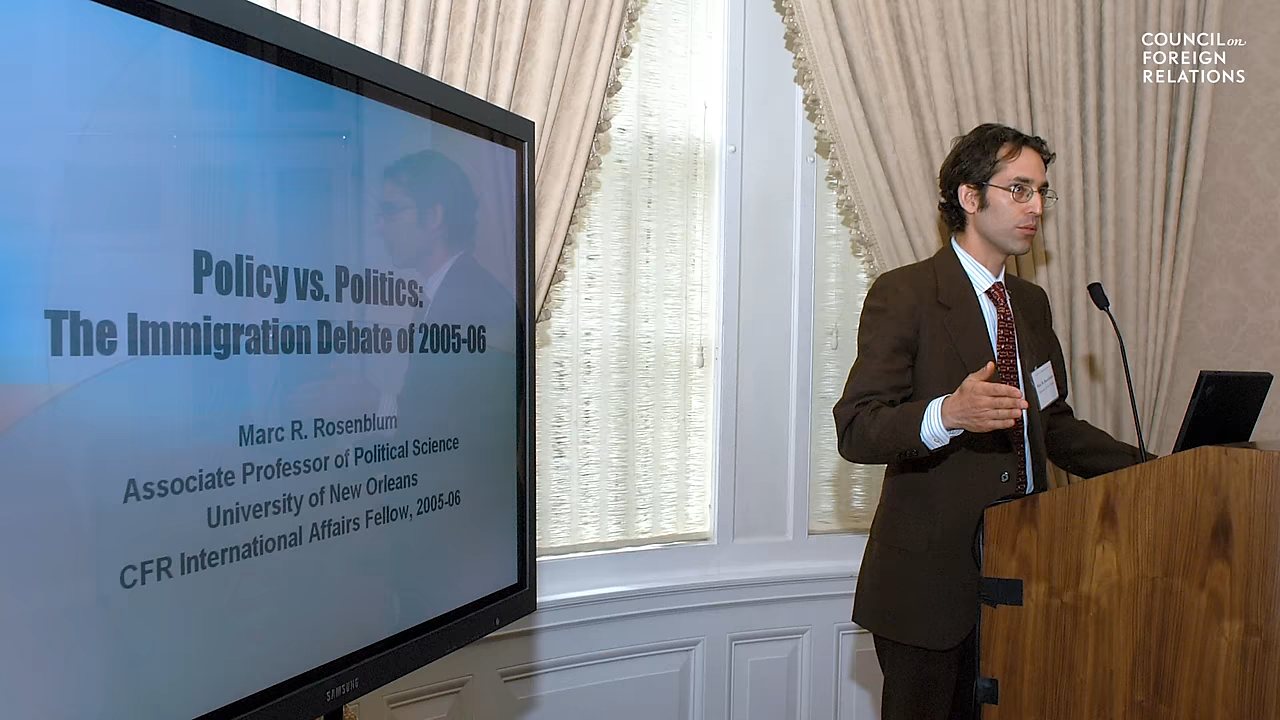 COUNCIL on
FOREIGN
RELATIONS
Policy vs. Politics:
The Immigration Debate of 2005-06
Marc R. Rosenblum
Associate Professor of Political Science
University of New Orleans
CFR International Affairs Fellow, 2005-06
SAMSUNG